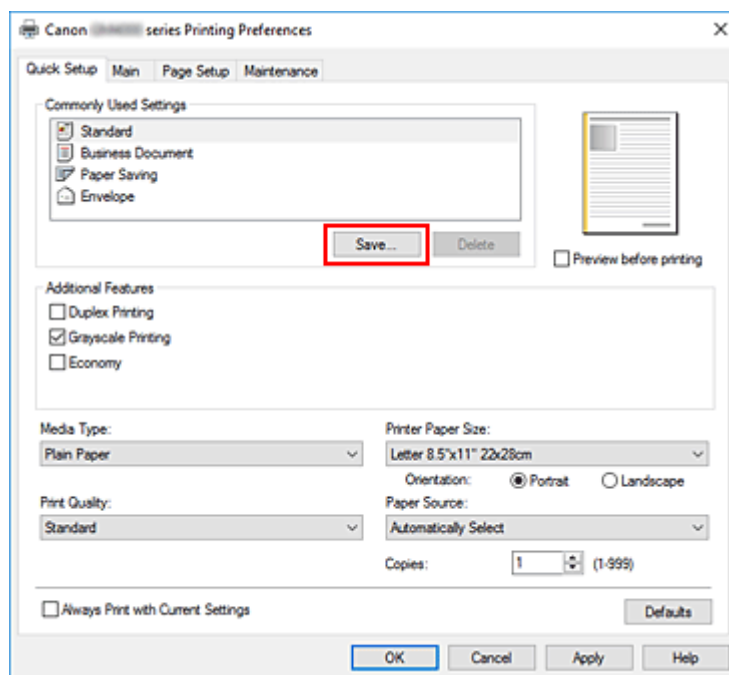 Canon series Printing Preferences
Quick Setup Main Page Setup Maintenance
Commonly Used Settings
Standard
Business Document
Paper Saving
Envelope
Save... Delete
Preview before printing
Additional Features
Duplex Printing
Grayscale Printing
Economy
Media Type: Printer Paper Size:
Plain Paper Letter 8.5"x11" 22x28cm
Orientation: Portrait Landscape
Print Quality: Paper Source:
Standard Automatically Select
Copies: 1 (1-999)
Always Print with Current Settings Defaults
OK Cancel Apply Help